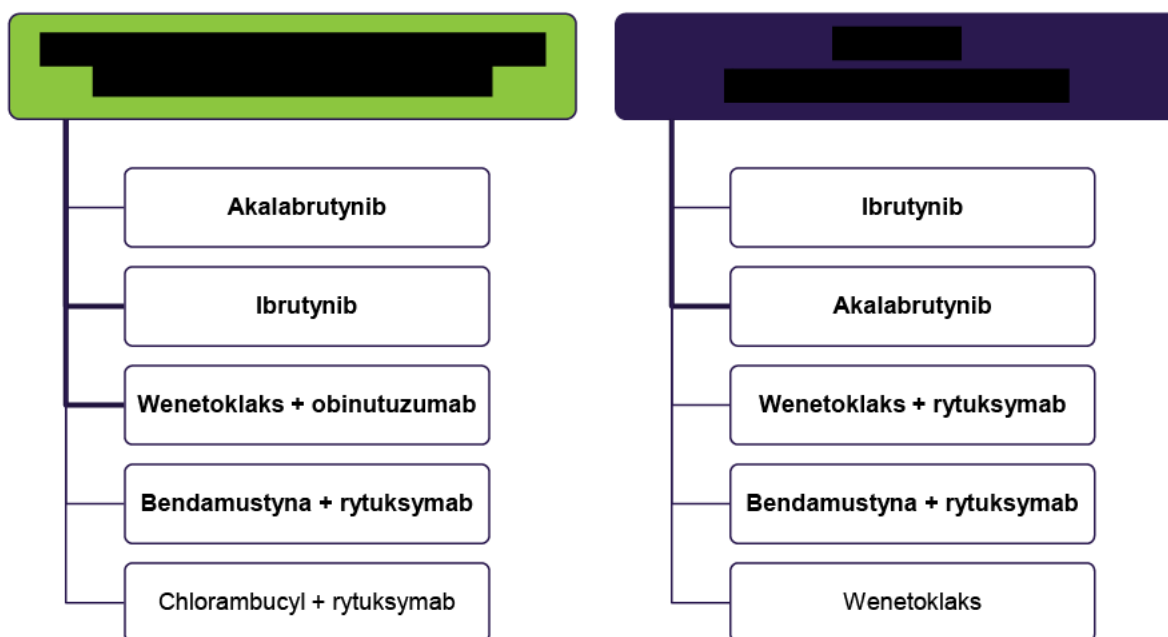 Akalabrutynib
Ibrutynib
Wenetoklaks + obinutuzumab
Bendamustyna + rytuksymab
Chlorambucyl + rytuksymab
Ibrutynib
Akalabrutynib
Wenetoklaks + rytuksymab
Bendamustyna + rytuksymab
Wenetoklaks